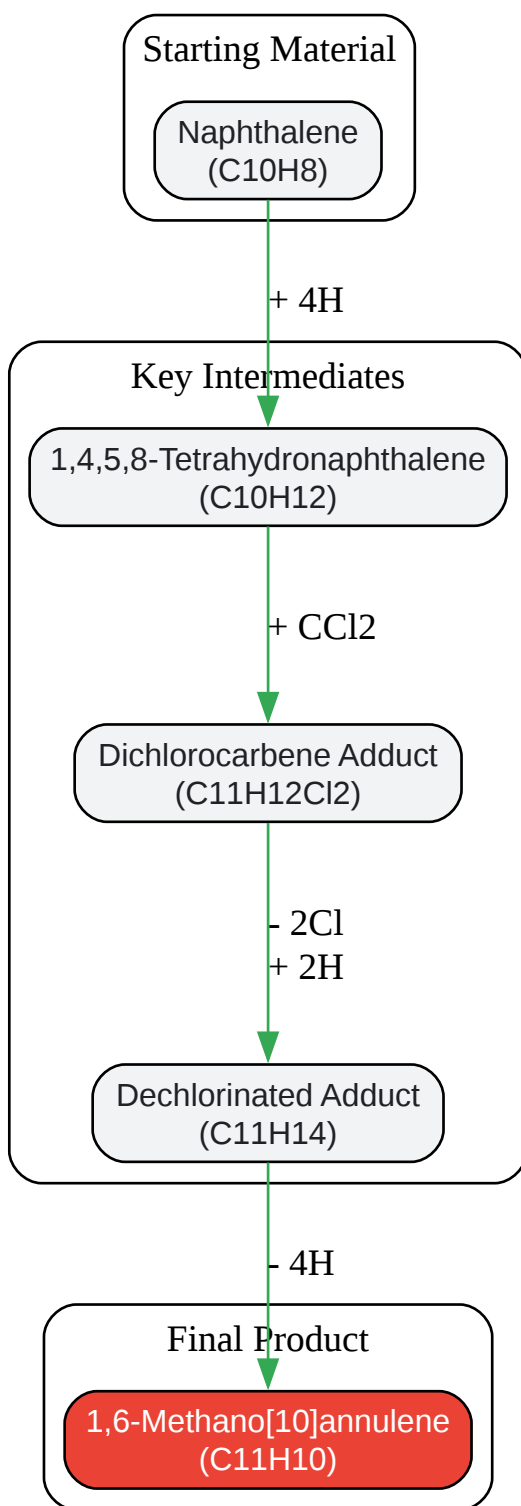 Starting Material
Naphthalene
(C10H8)
+ 4H
Key Intermediates
1,4,5,8-Tetrahydronaphthalene
(C10H12)
+ CCl2
Dichlorocarbene Adduct
(C11H12Cl2)
- 2Cl
+ 2H
Dechlorinated Adduct
(C11H14)
- 4H
Final Product
1,6-Methano[10]annulene
(C11H10)